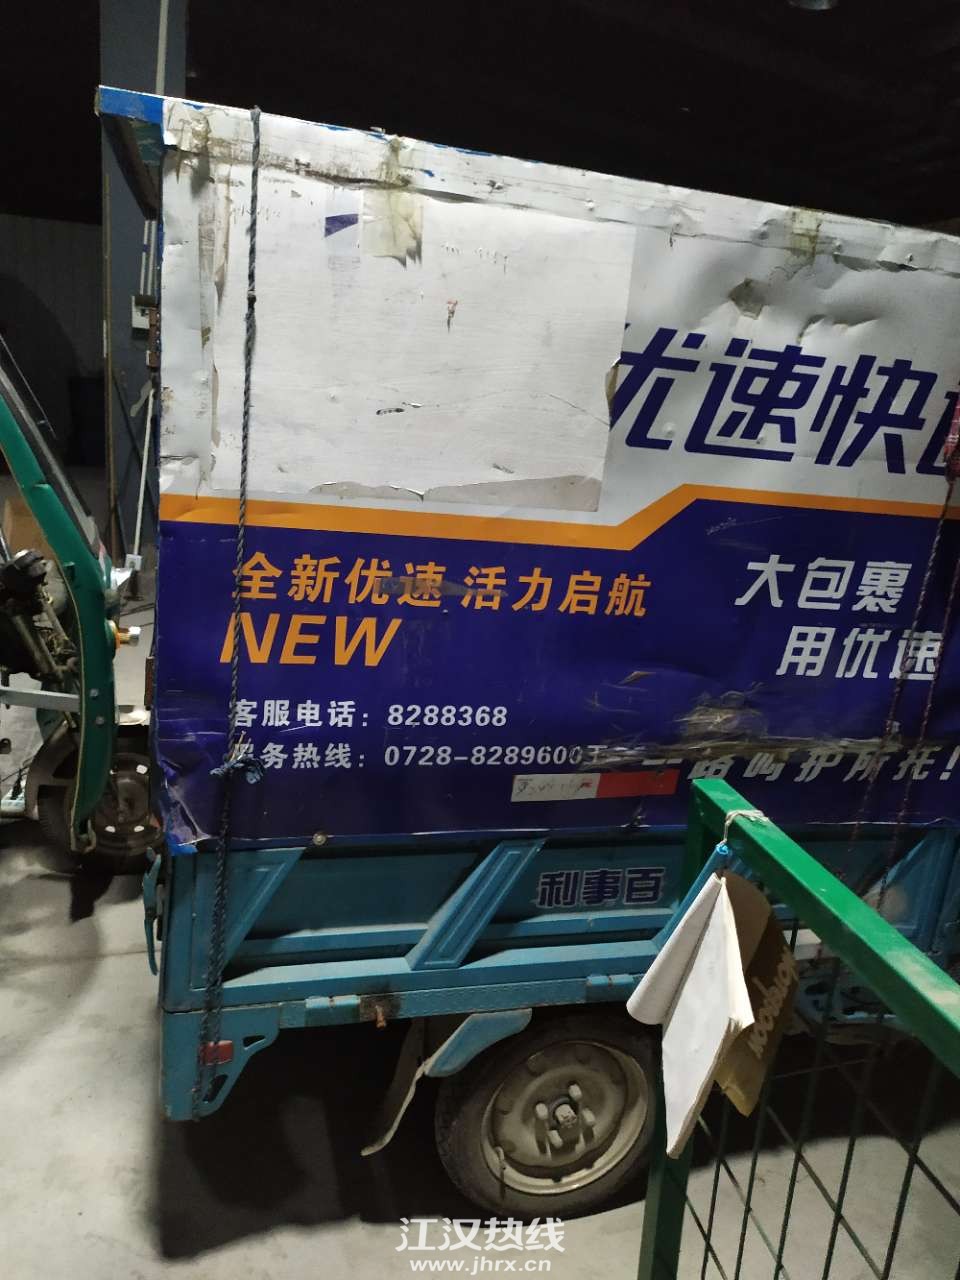 优速快
全新优速 活力启航
NEW
大包裹
用优速
客服电话：8288368
服务热线：0728-8289600
路呵护所托！
利事百
NOTEBOOK
江汉热线
www.jhrx.cn